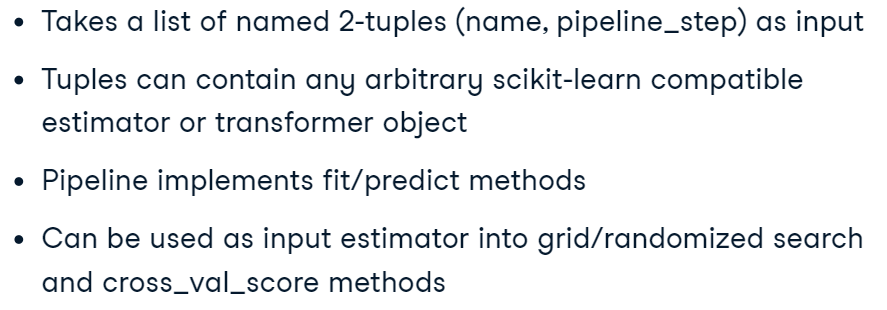 • Takes a list of named 2-tuples (name, pipeline_step) as input
• Tuples can contain any arbitrary scikit-learn compatible
estimator or transformer object
• Pipeline implements fit/predict methods
• Can be used as input estimator into grid/randomized search
and cross_val_score methods